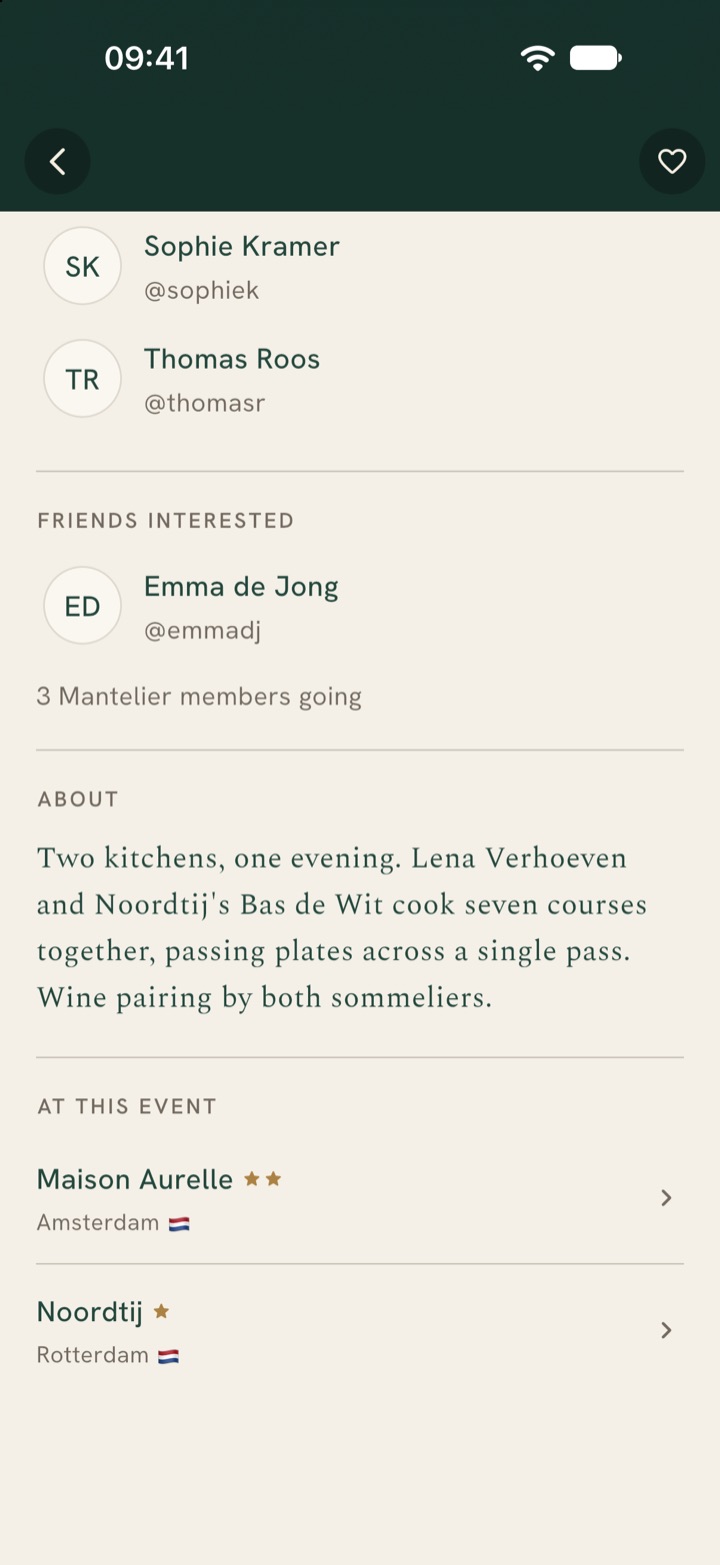 09:41
SK
Sophie Kramer
@sophiek
TR
Thomas Roos
@thomasr
FRIENDS INTERESTED
ED
Emma de Jong
@emmadj
3 Mantelier members going
ABOUT
Two kitchens, one evening. Lena Verhoeven
and Noordtij's Bas de Wit cook seven courses
together, passing plates across a single pass.
Wine pairing by both sommeliers.
AT THIS EVENT
Maison Aurelle
Amsterdam
Noordtij
Rotterdam